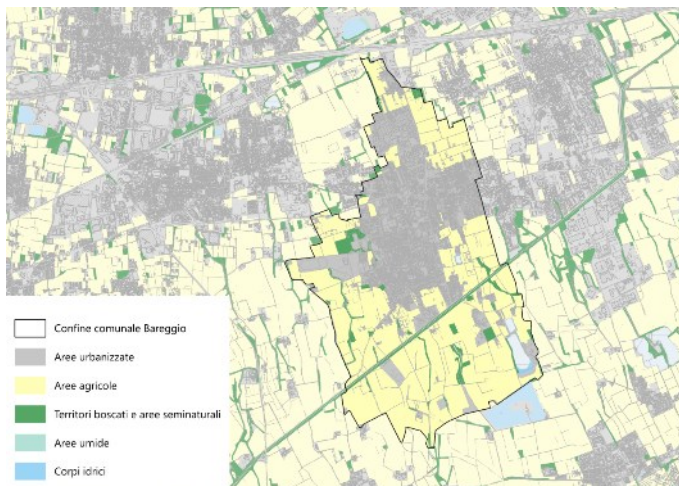 Confine comunale Bareggio
Aree urbanizzate
Aree agricole
Territori boscati e aree seminaturali
Aree umide
Corpi idrici